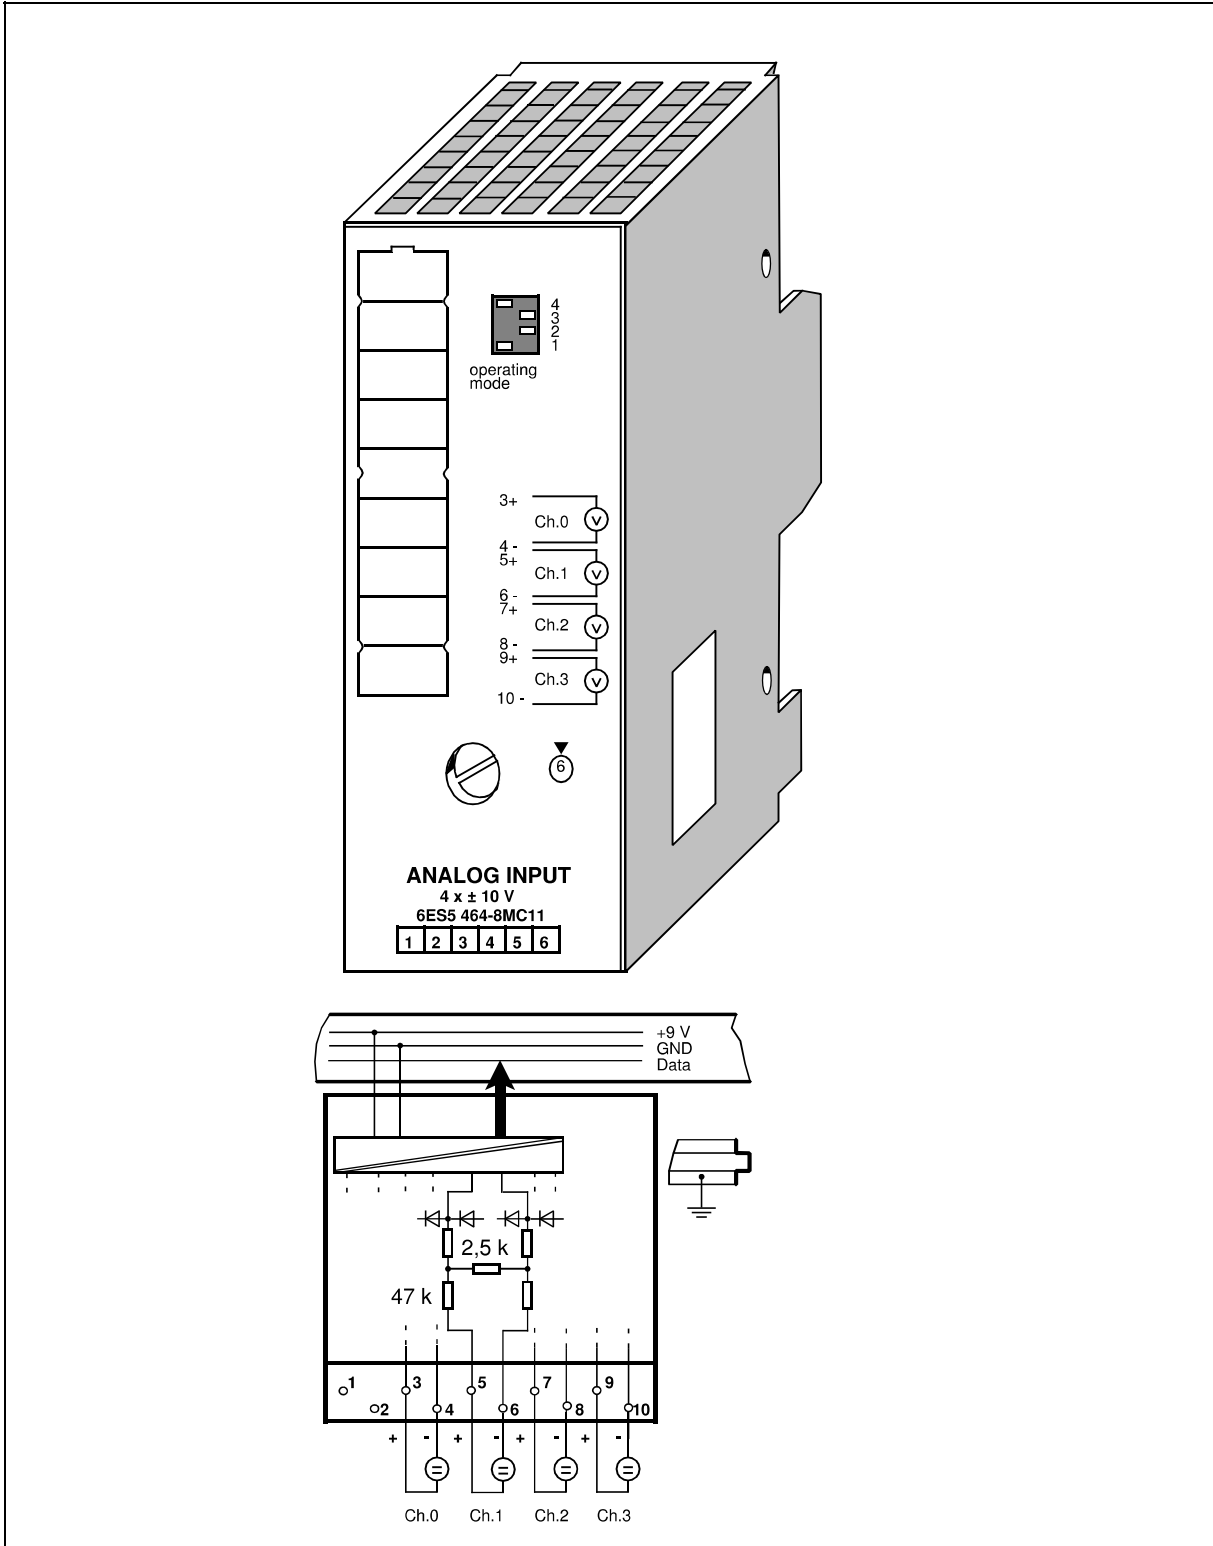 4
3
2
1
operating
mode
3+
Ch.0
V
4 -
5+
Ch.1
V
6 -
7+
Ch.2
V
8 -
9+
Ch.3
V
10 -
6
ANALOG INPUT
4 x ± 10 V
6ES5 464-8MC11
1 2 3 4 5 6
+9 V
GND
Data
2,5 k
47 k
1 3 5 7 9
2 4 6 8 10
+ - + - + - + -
Ch.0 Ch.1 Ch.2 Ch.3